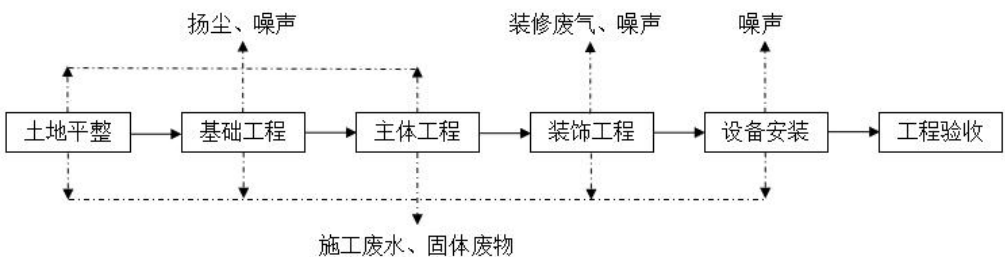 扬尘、噪声 装修废气、噪声 噪声
土地平整 基础工程 主体工程 装饰工程 设备安装 工程验收
施工废水、固体废物